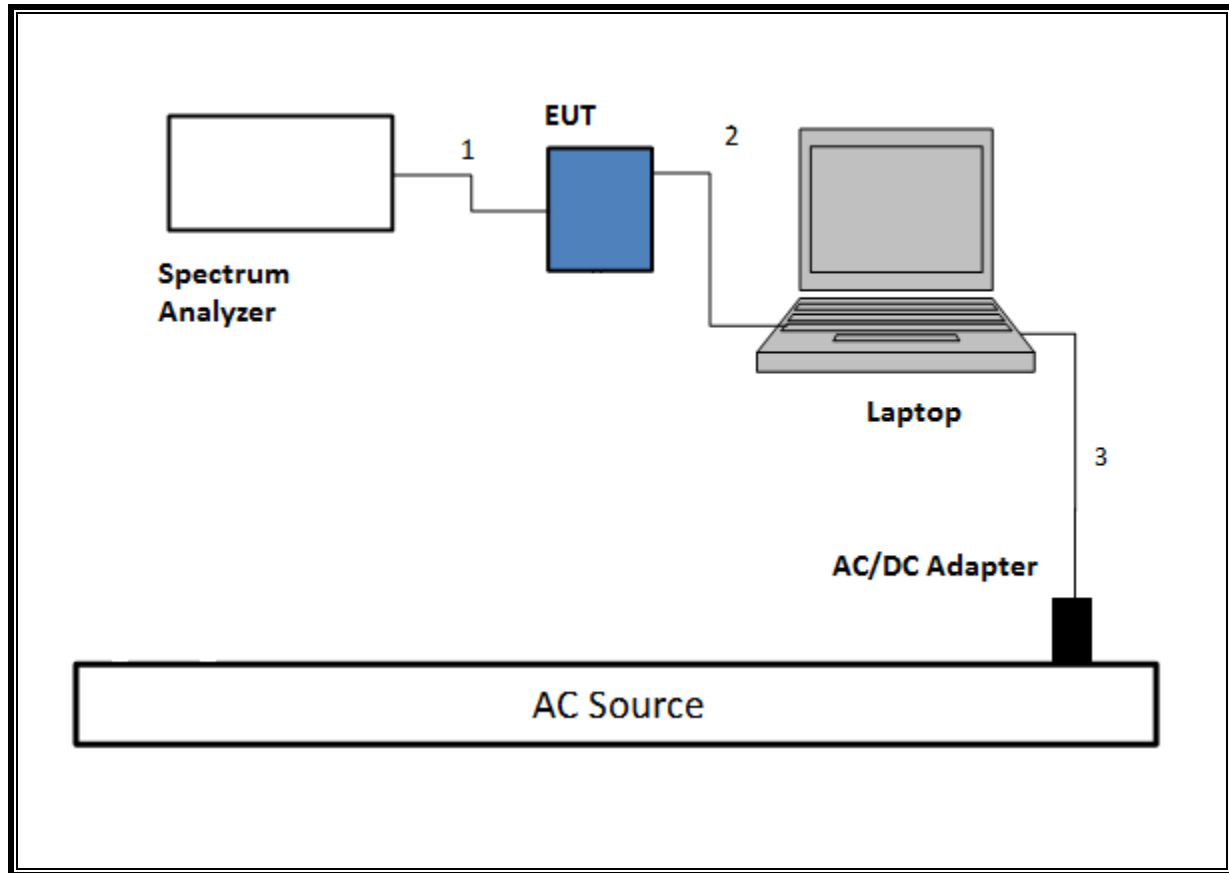 EUT
1
2
Spectrum
Analyzer
Laptop
3
AC/DC Adapter
AC Source